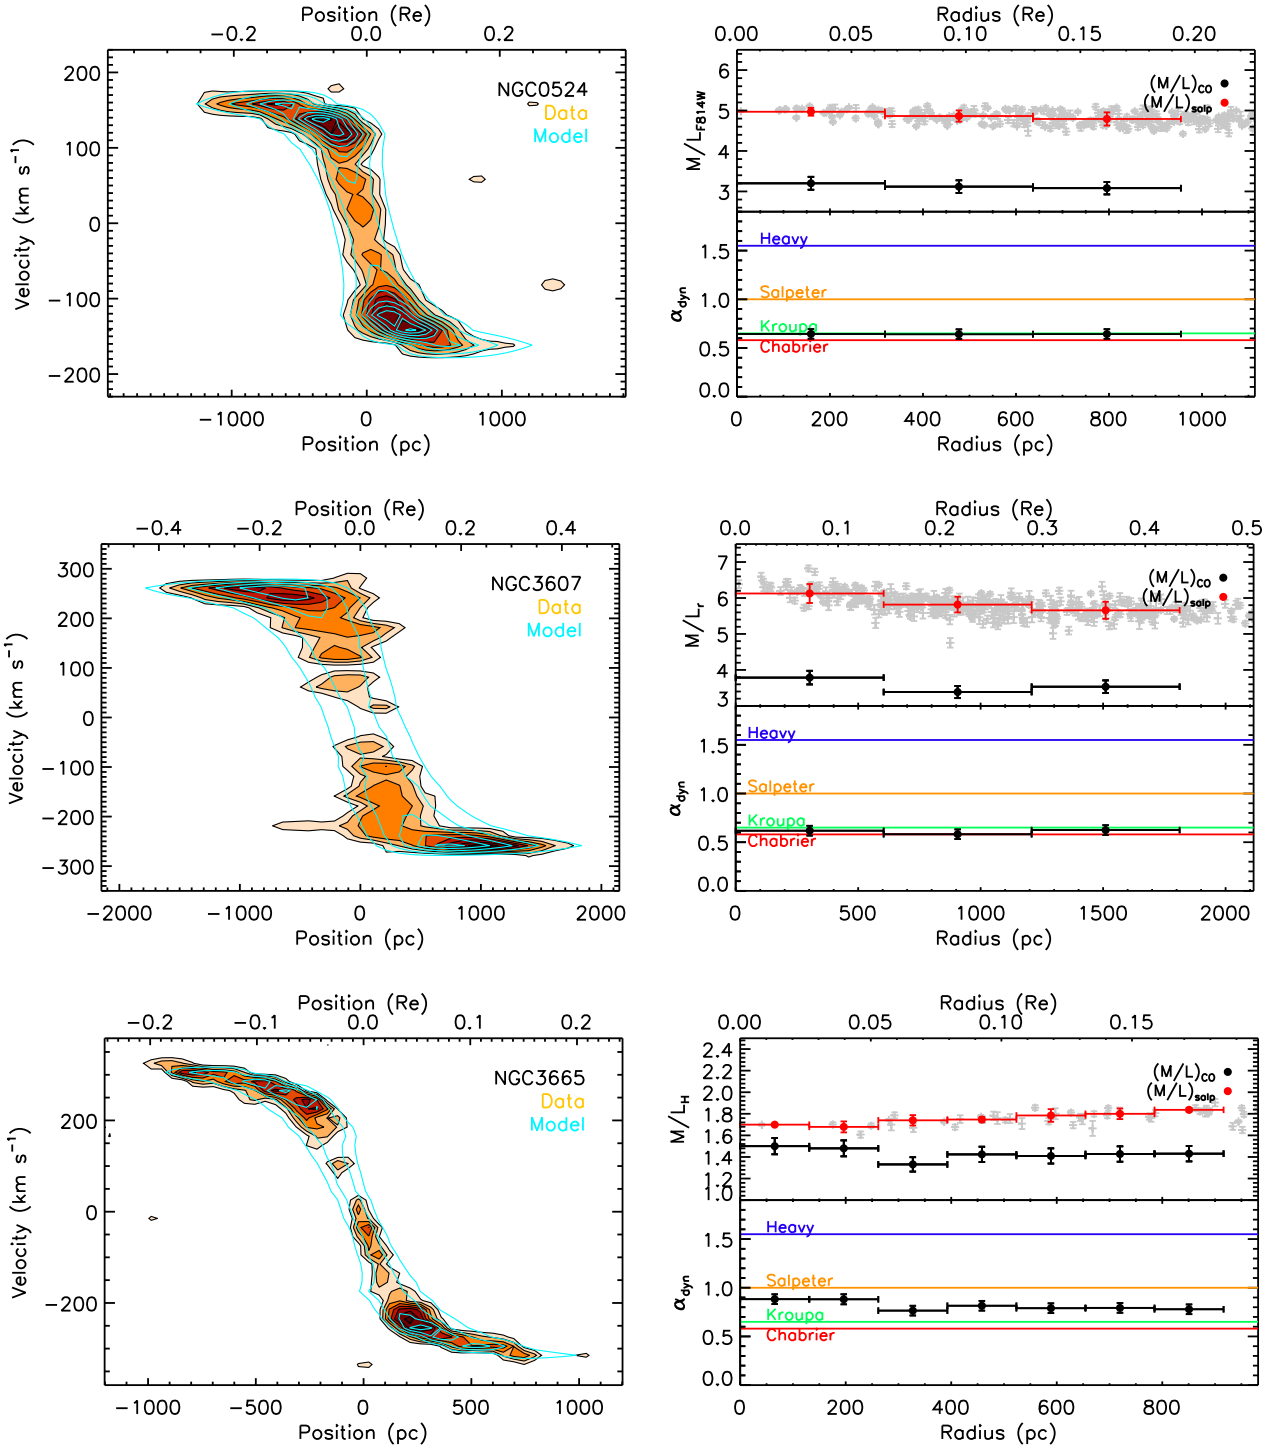 Position (Re)
−0.2 0.0 0.2
200
100
0
−100
−200
Velocity (km s⁻¹)
NGC0524
Data
Model
−1000 0 1000
Position (pc)
Radius (Re)
0.00 0.05 0.10 0.15 0.20
6
5
4
3
M/L_F814W
(M/L)_CO
(M/L)_salp
1.5
1.0
0.5
0.0
α_dyn
Heavy
Salpeter
Kroupa
Chabrier
0 200 400 600 800 1000
Radius (pc)
Position (Re)
−0.4 −0.2 0.0 0.2 0.4
300
200
100
0
−100
−200
−300
Velocity (km s⁻¹)
NGC3607
Data
Model
−2000 −1000 0 1000 2000
Position (pc)
Radius (Re)
0.0 0.1 0.2 0.3 0.4 0.5
7
6
5
4
3
M/L_r
(M/L)_CO
(M/L)_salp
1.5
1.0
0.5
0.0
α_dyn
Heavy
Salpeter
Kroupa
Chabrier
0 500 1000 1500 2000
Radius (pc)
Position (Re)
−0.2 −0.1 0.0 0.1 0.2
200
0
−200
Velocity (km s⁻¹)
NGC3665
Data
Model
−1000 −500 0 500 1000
Position (pc)
Radius (Re)
0.00 0.05 0.10 0.15
2.4
2.2
2.0
1.8
1.6
1.4
1.2
1.0
M/L_H
(M/L)_CO
(M/L)_salp
1.5
1.0
0.5
0.0
α_dyn
Heavy
Salpeter
Kroupa
Chabrier
0 200 400 600 800
Radius (pc)